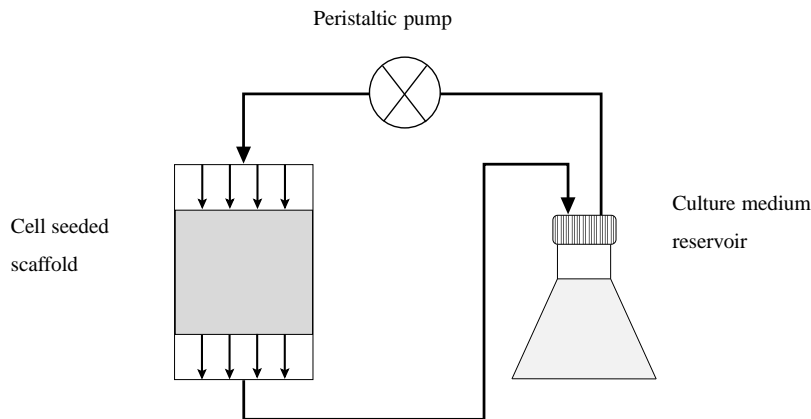 Peristaltic pump
Cell seeded
scaffold
Culture medium
reservoir